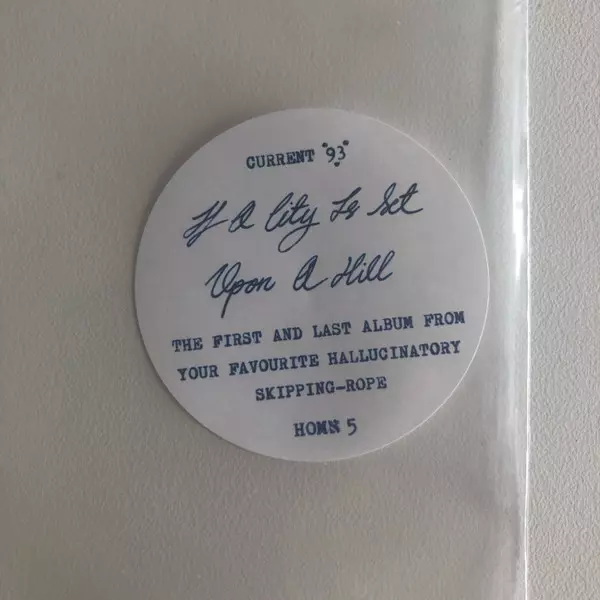 CURRENT "93"
If A City Is Set
Upon A Hill
THE FIRST AND LAST ALBUM FROM
YOUR FAVOURITE HALLUCINATORY
SKIPPING-ROPE
HOMN 5